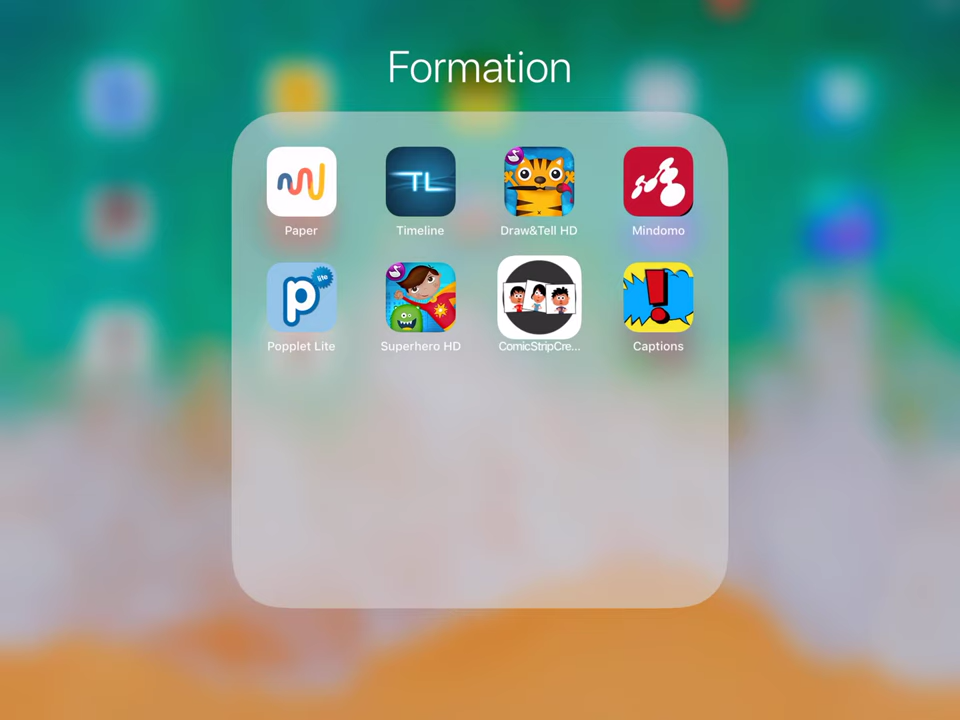 Formation
TL
Paper
Timeline
Draw&Tell HD
Mindomo
p
lite
!
Popplet Lite
Superhero HD
ComicStripCre...
Captions